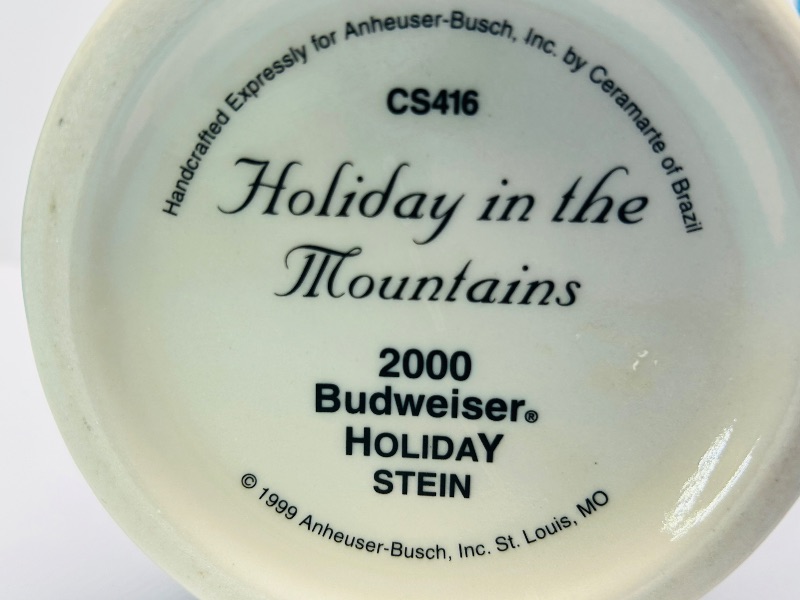 Handcrafted Expressly for Anheuser-Busch, Inc. by Ceramarte of Brazil
CS416
Holiday in the
Mountains
2000
Budweiser®
HOLIDAY
STEIN
© 1999 Anheuser-Busch, Inc. St. Louis, MO